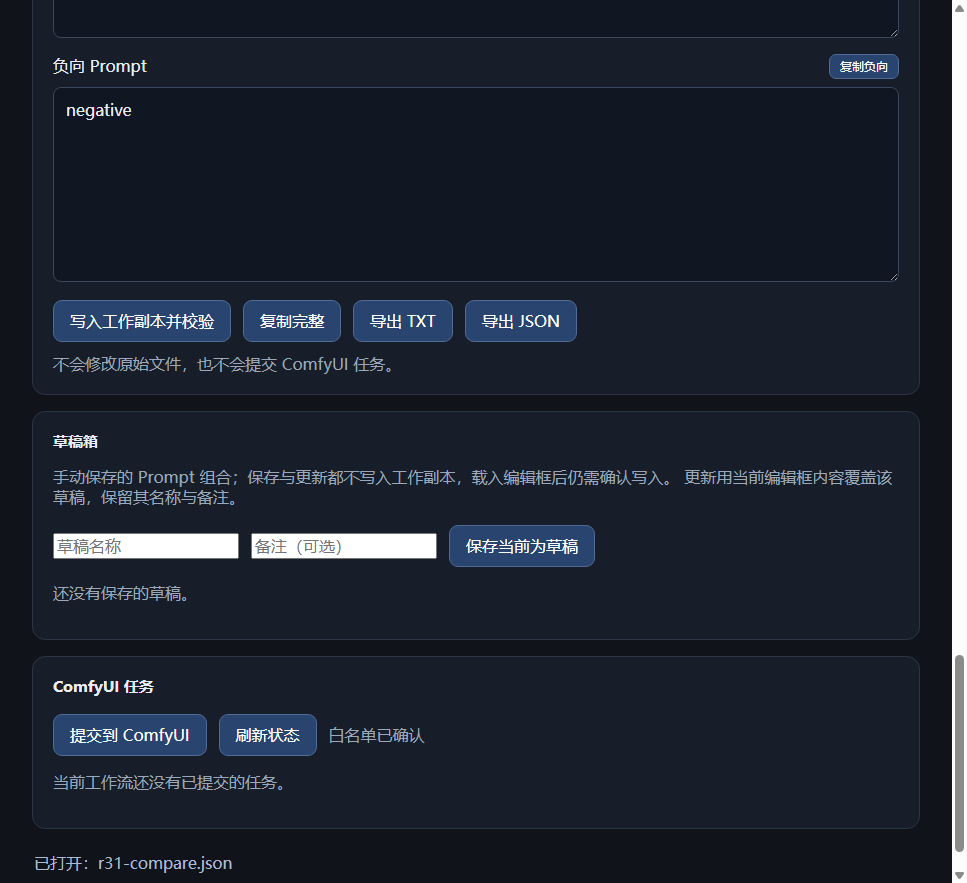 负向 Prompt
复制负向
negative
写入工作副本并校验
复制完整
导出 TXT
导出 JSON
不会修改原始文件，也不会提交 ComfyUI 任务。
草稿箱
手动保存的 Prompt 组合；保存与更新都不写入工作副本，载入编辑框后仍需确认写入。 更新用当前编辑框内容覆盖该
草稿，保留其名称与备注。
草稿名称
备注（可选）
保存当前为草稿
还没有保存的草稿。
ComfyUI 任务
提交到 ComfyUI
刷新状态
白名单已确认
当前工作流还没有已提交的任务。
已打开：r31-compare.json